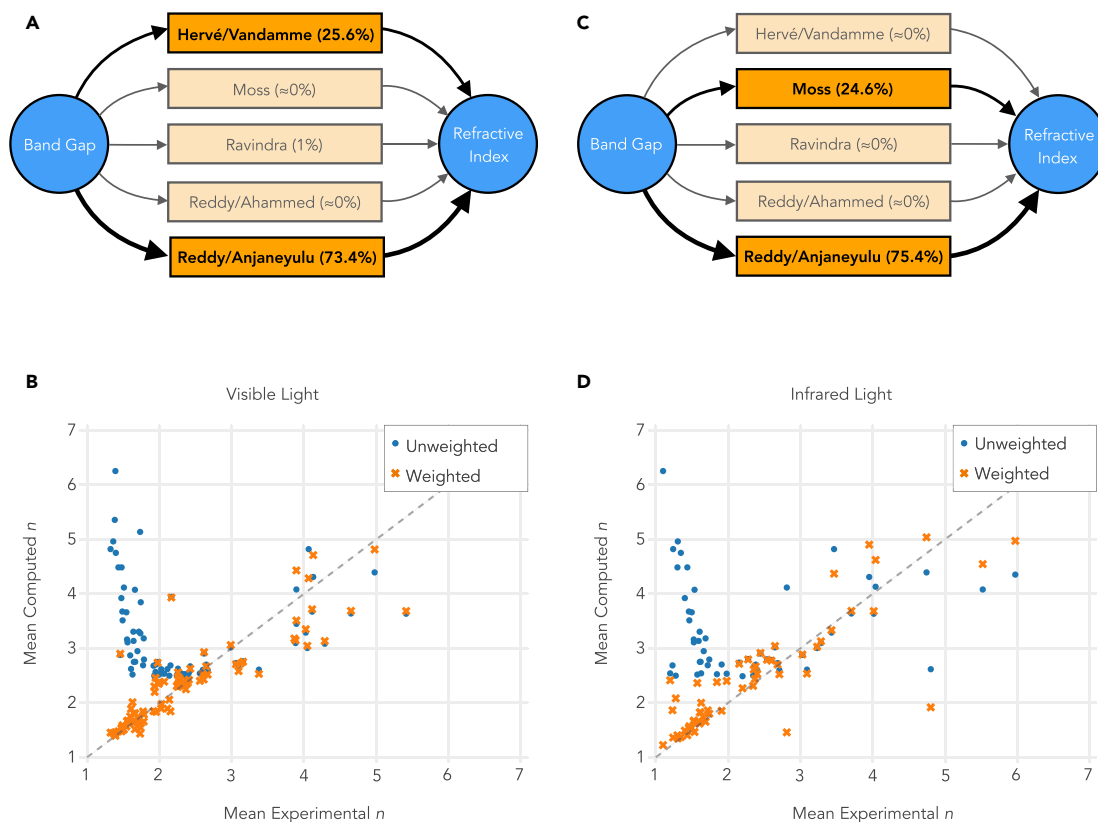 A
Hervé/Vandamme (25.6%)
Moss (≈0%)
Band Gap
Ravindra (1%)
Refractive
Index
Reddy/Ahammed (≈0%)
Reddy/Anjaneyulu (73.4%)
C
Hervé/Vandamme (≈0%)
Moss (24.6%)
Band Gap
Ravindra (≈0%)
Refractive
Index
Reddy/Ahammed (≈0%)
Reddy/Anjaneyulu (75.4%)
B
Visible Light
Mean Computed n
7
6
5
4
3
2
1
Unweighted
Weighted
1 2 3 4 5 6 7
Mean Experimental n
D
Infrared Light
Mean Computed n
7
6
5
4
3
2
1
Unweighted
Weighted
1 2 3 4 5 6 7
Mean Experimental n